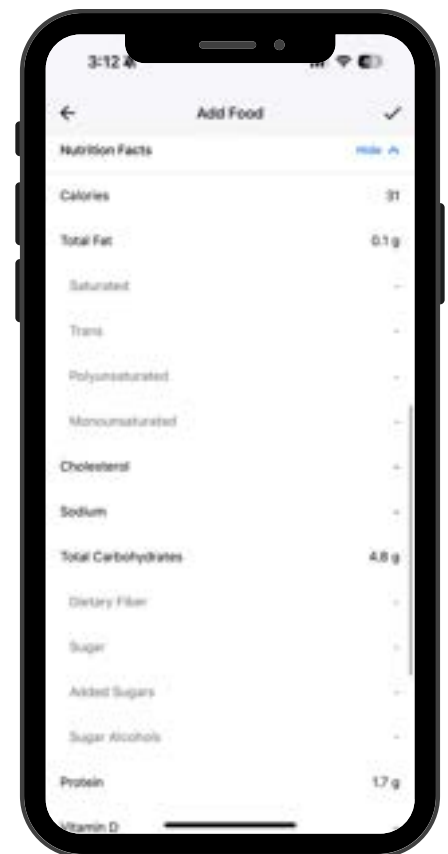 3:12
Add Food
Nutrition Facts Hide
Calories 31
Total Fat 0.1 g
Saturated -
Trans -
Polyunsaturated -
Monounsaturated -
Cholesterol -
Sodium -
Total Carbohydrates 4.8 g
Dietary Fiber -
Sugar -
Added Sugars -
Sugar Alcohols -
Protein 1.7 g
Vitamin D